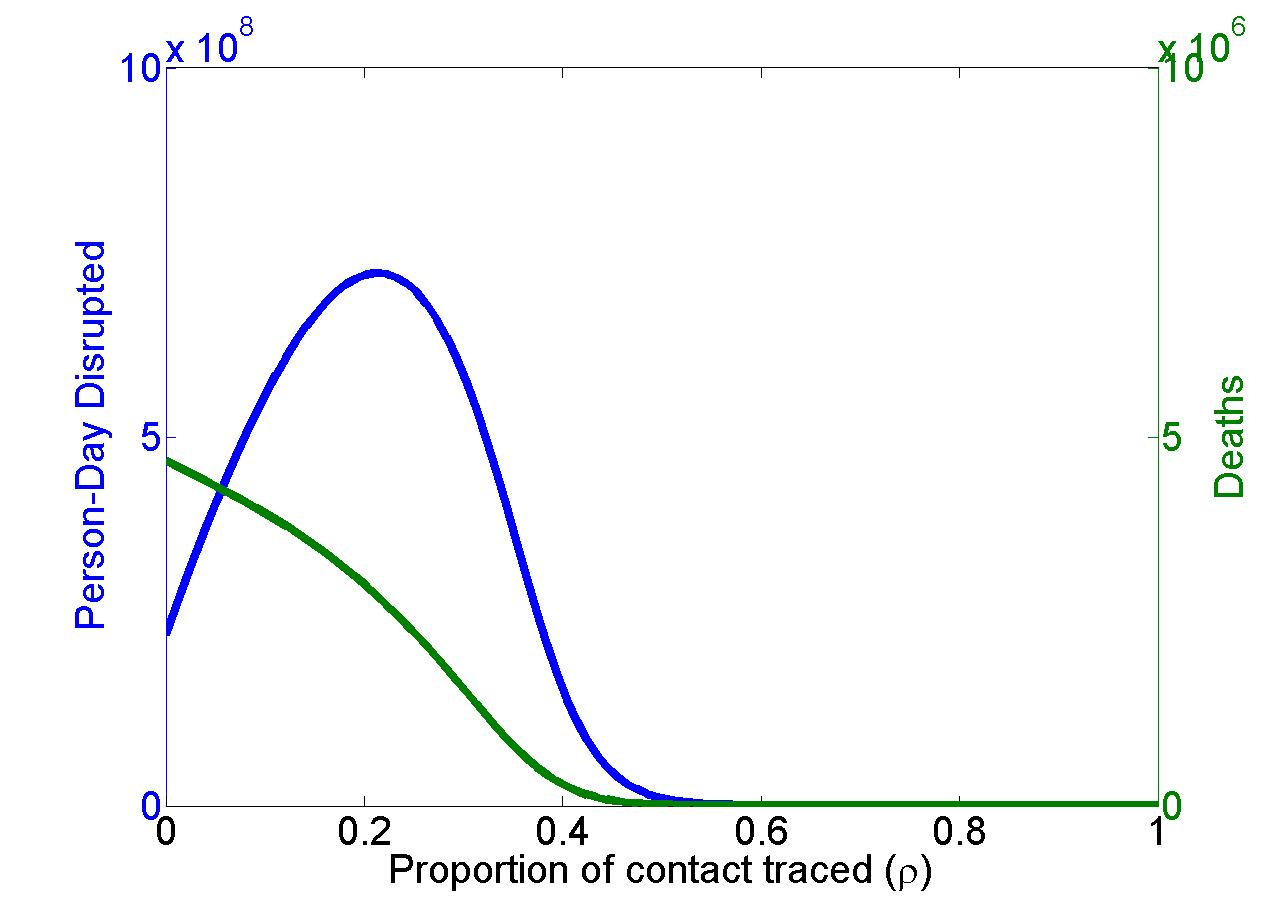 x 10^8
x 10^6
10
10
Person-Day Disrupted
5
5
Deaths
0
0
0 0.2 0.4 0.6 0.8 1
Proportion of contact traced (ρ)